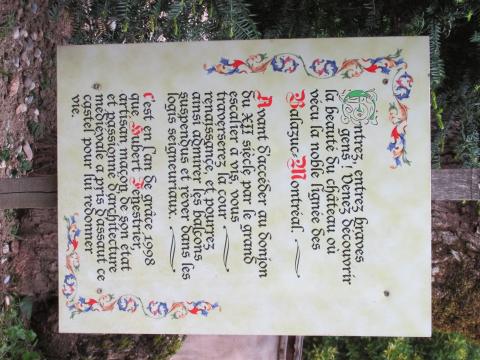 Entrez, entrez braves
gens! Venez découvrir
la beauté du château où
vécu la noble lignée des
Balazuc-Montréal.
Avant d'acceder au donjon
du XII siècle par le grand
escalier à vis, vous
traverserez la cour
renaissance, et pourrez
ainsi admirer les balcons
suspendus et rêver dans les
logis seigneuriaux.
C'est en l'an de grâce 1998
que Hubert Fenestrier,
artisan maçon de son état
et passionné d'architecture
médiévale a pris puissant ce
castel pour lui redonner
vie.